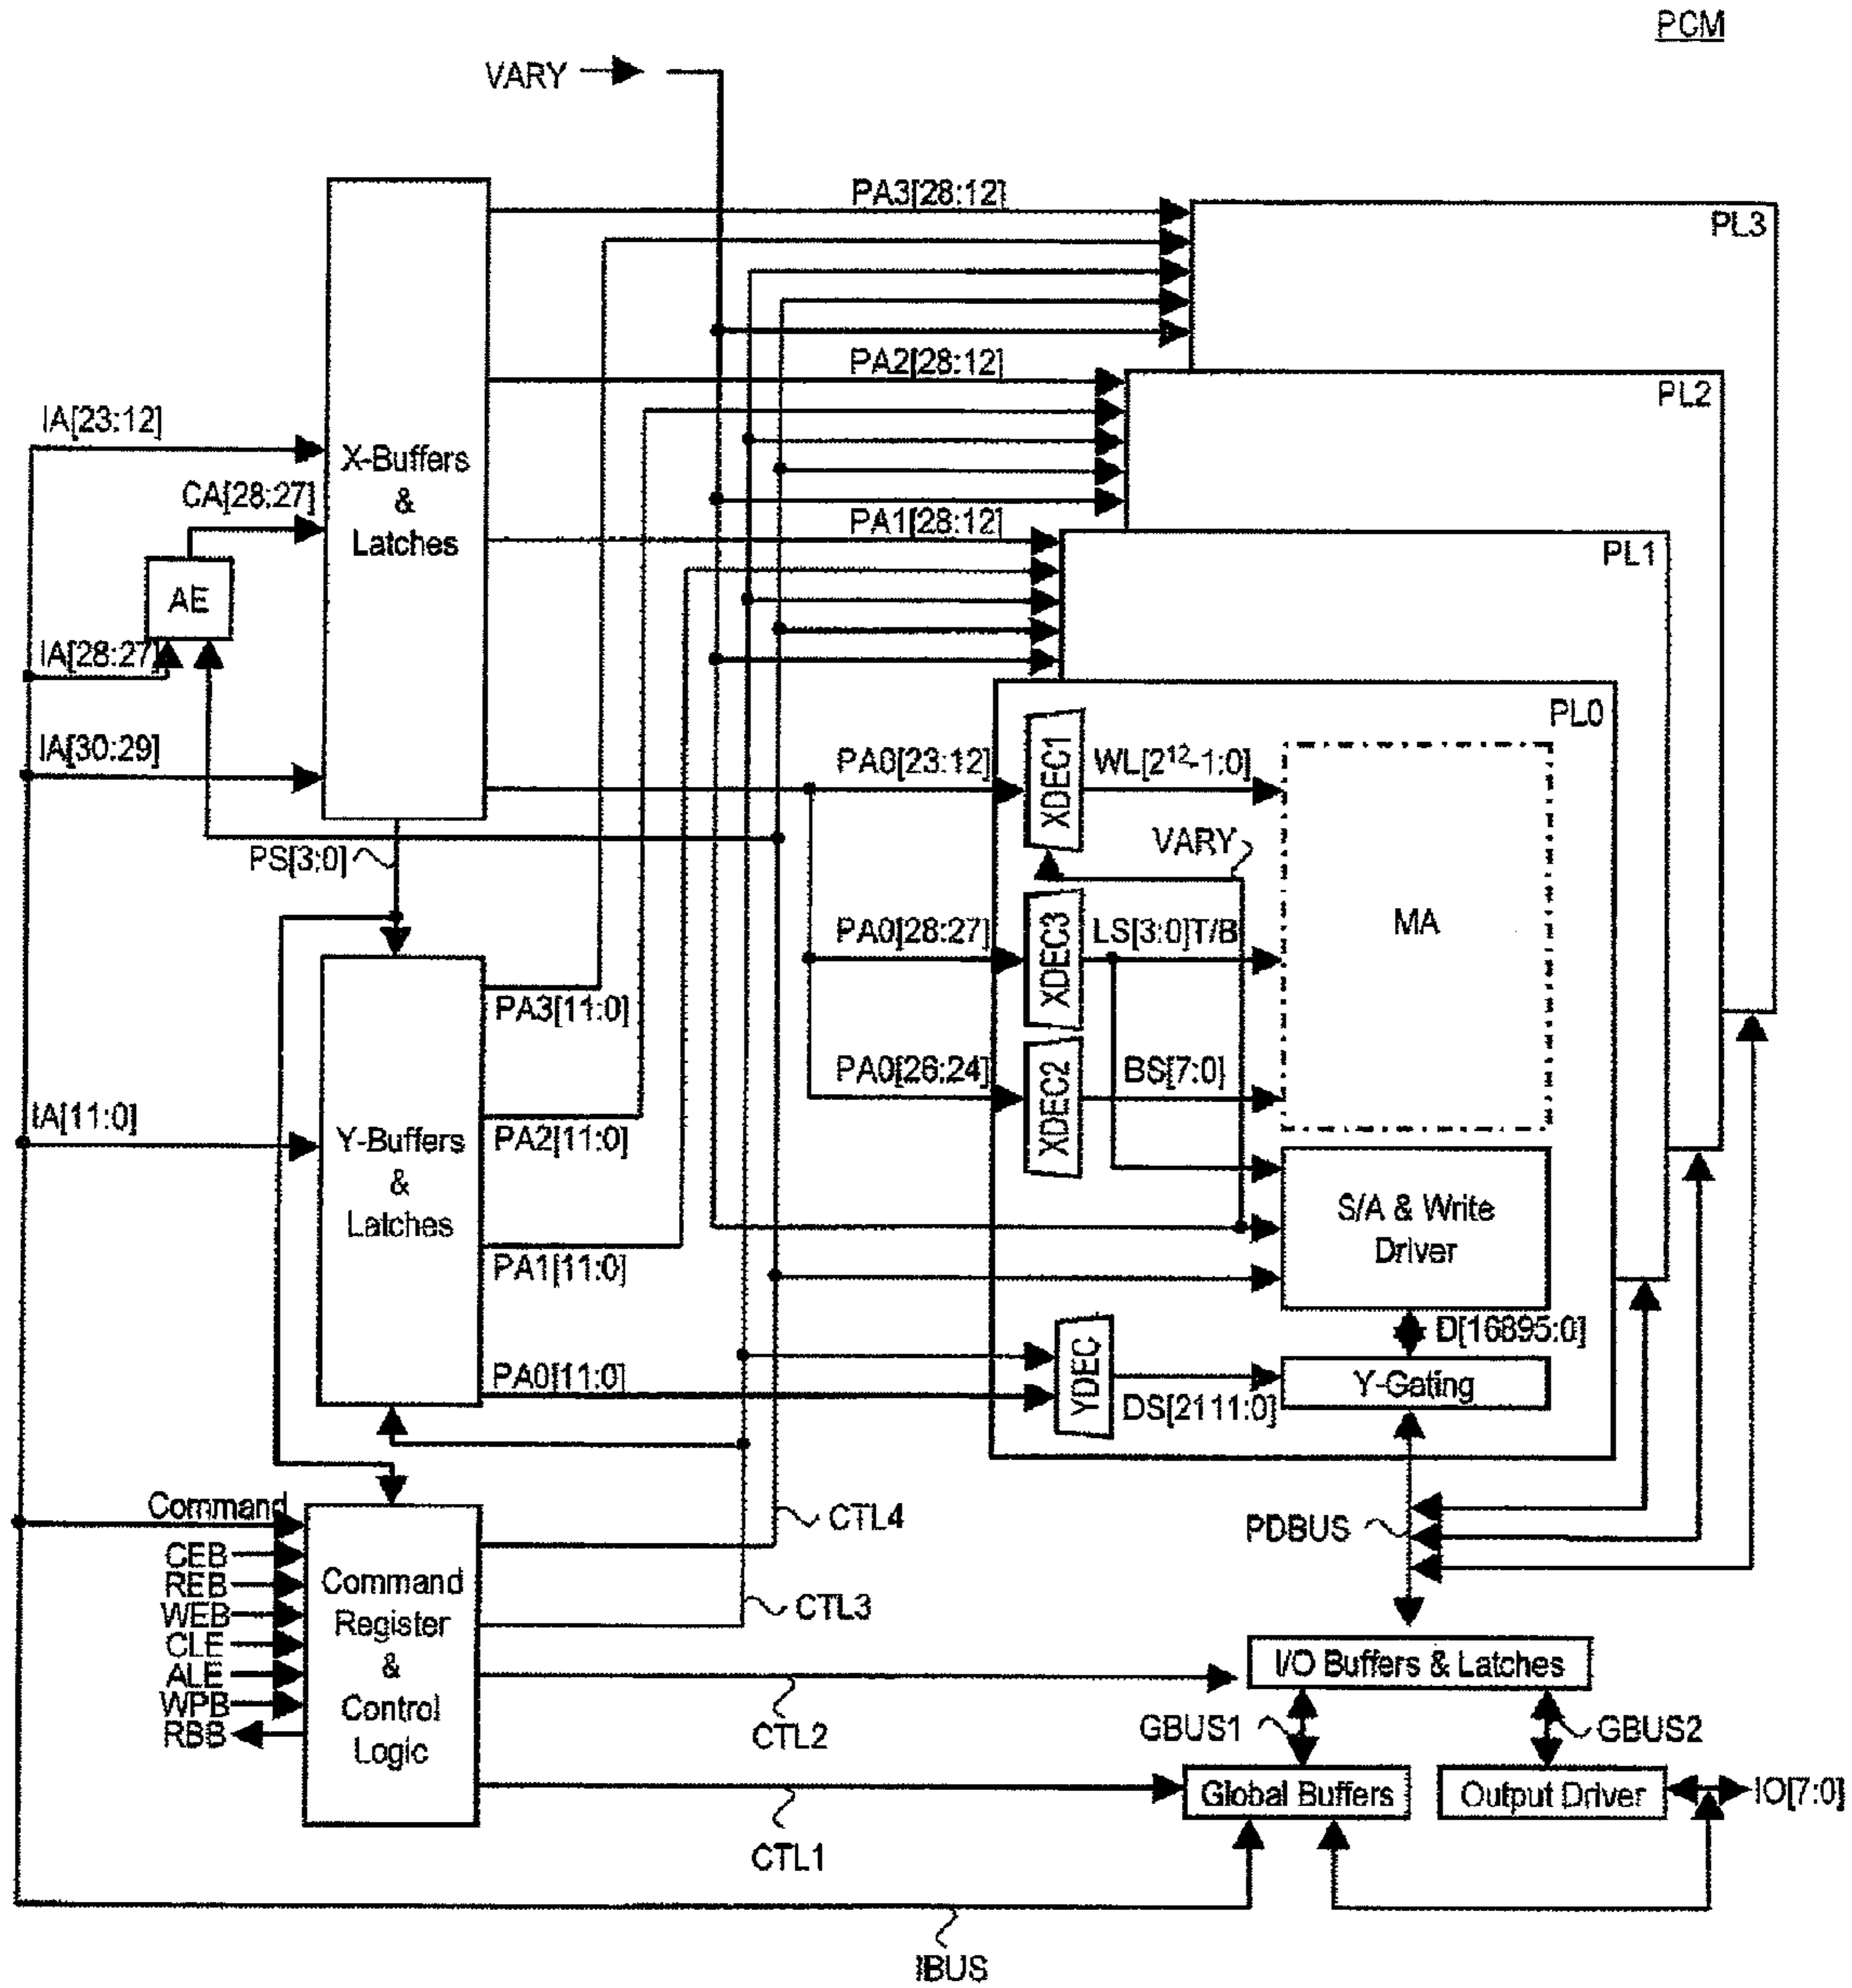 PCM
VARY
PA3[28:12]
PL3
PA2[28:12]
PL2
IA[23:12]
X-Buffers
&
Latches
CA[28:27]
PA1[28:12]
PL1
AE
IA[28:27]
PL0
IA[30:29]
PA0[23:12]
XDEC1
WL[2¹²-1:0]
PS[3:0]
VARY
MA
PA0[28:27]
XDEC3
LS[3:0]T/B
PA3[11:0]
PA0[26:24]
XDEC2
BS[7:0]
IA[11:0]
Y-Buffers
&
Latches
PA2[11:0]
S/A & Write
Driver
PA1[11:0]
D[16895:0]
PA0[11:0]
YDEC
Y-Gating
DS[2111:0]
Command
CEB
REB
WEB
CLE
ALE
WPB
RBB
Command
Register
&
Control
Logic
CTL4
PDBUS
CTL3
I/O Buffers & Latches
CTL2
GBUS1
GBUS2
Global Buffers
Output Driver
IO[7:0]
CTL1
IBUS